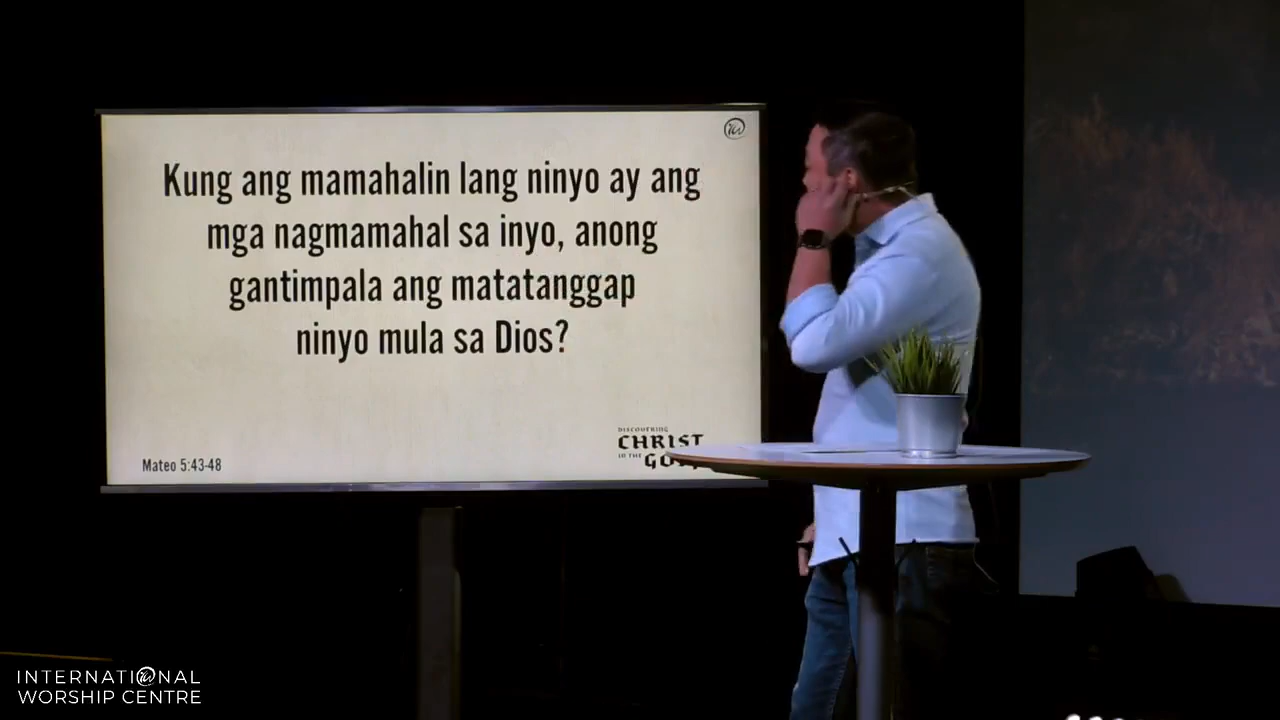 Kung ang mamahalin lang ninyo ay ang
mga nagmamahal sa inyo, anong
gantimpala ang matatanggap
ninyo mula sa Dios?
Mateo 5:43-48
DISCOVERING
CHRIST
IN THE
INTERNATIONAL
WORSHIP CENTRE